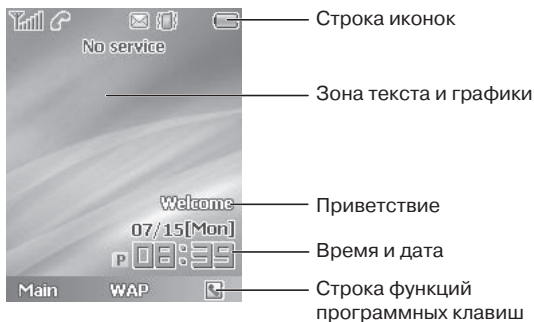 Строка иконок
No service
Зона текста и графики
Welcome
Приветствие
07/15[Mon]
P 08:35
Время и дата
Main WAP
Строка функций
программных клавиш